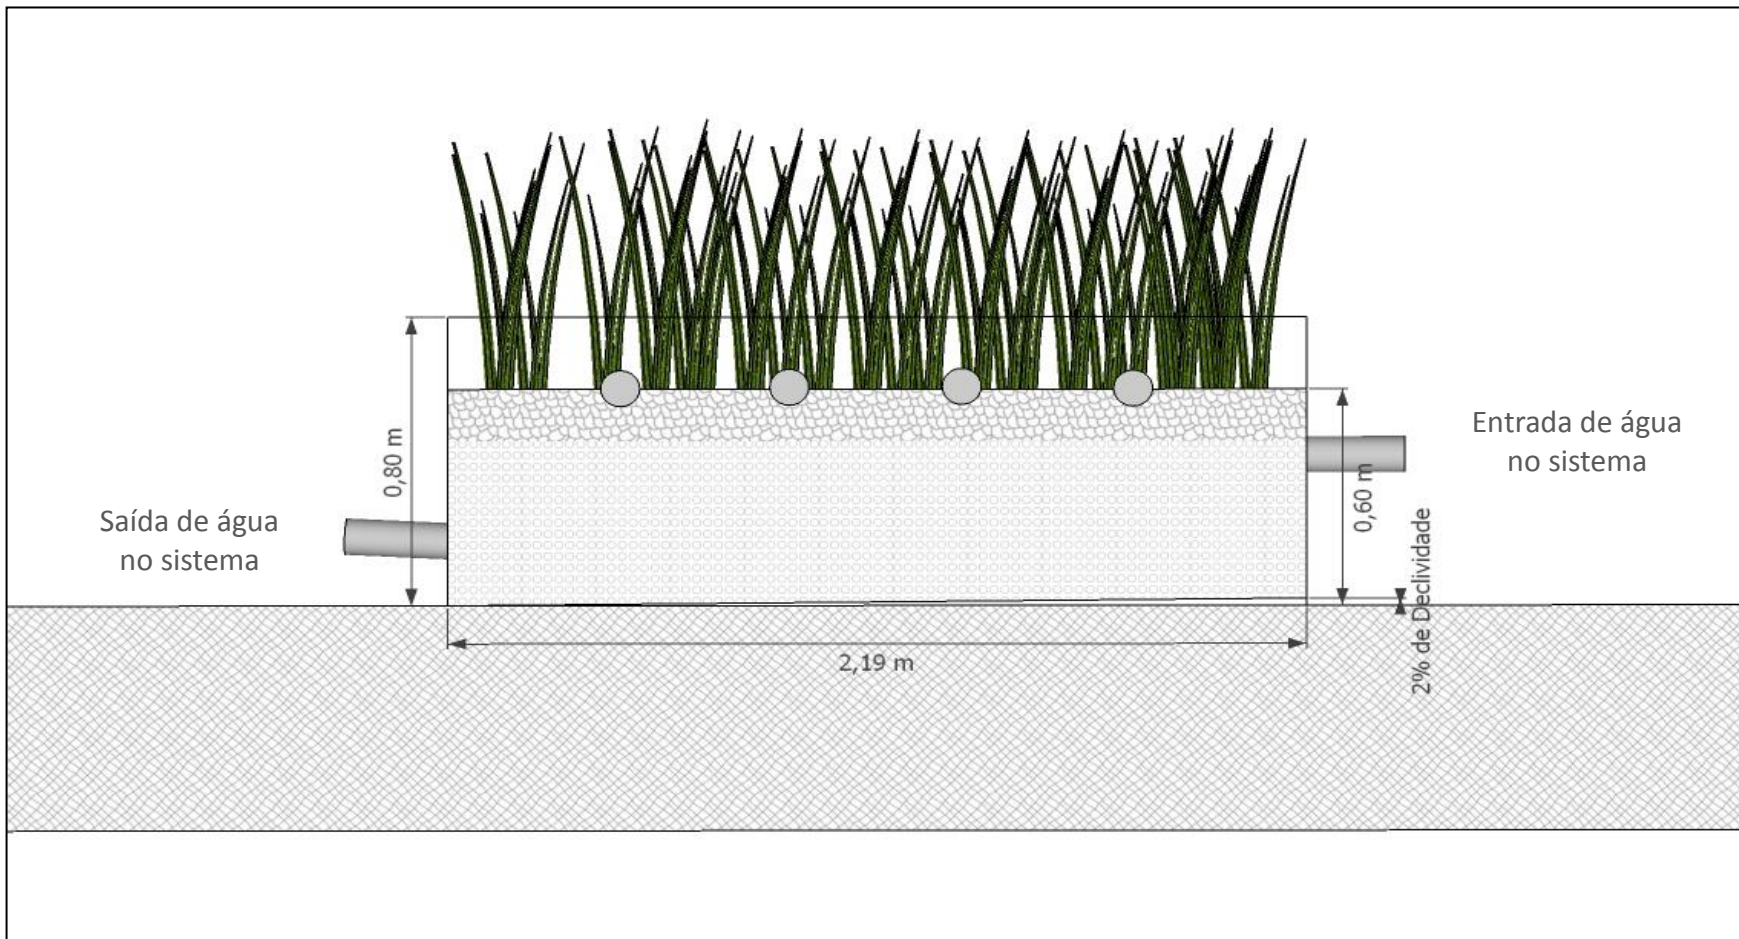 Entrada de água
no sistema
0,80 m
0,60 m
Saída de água
no sistema
2% de Declividade
2,19 m